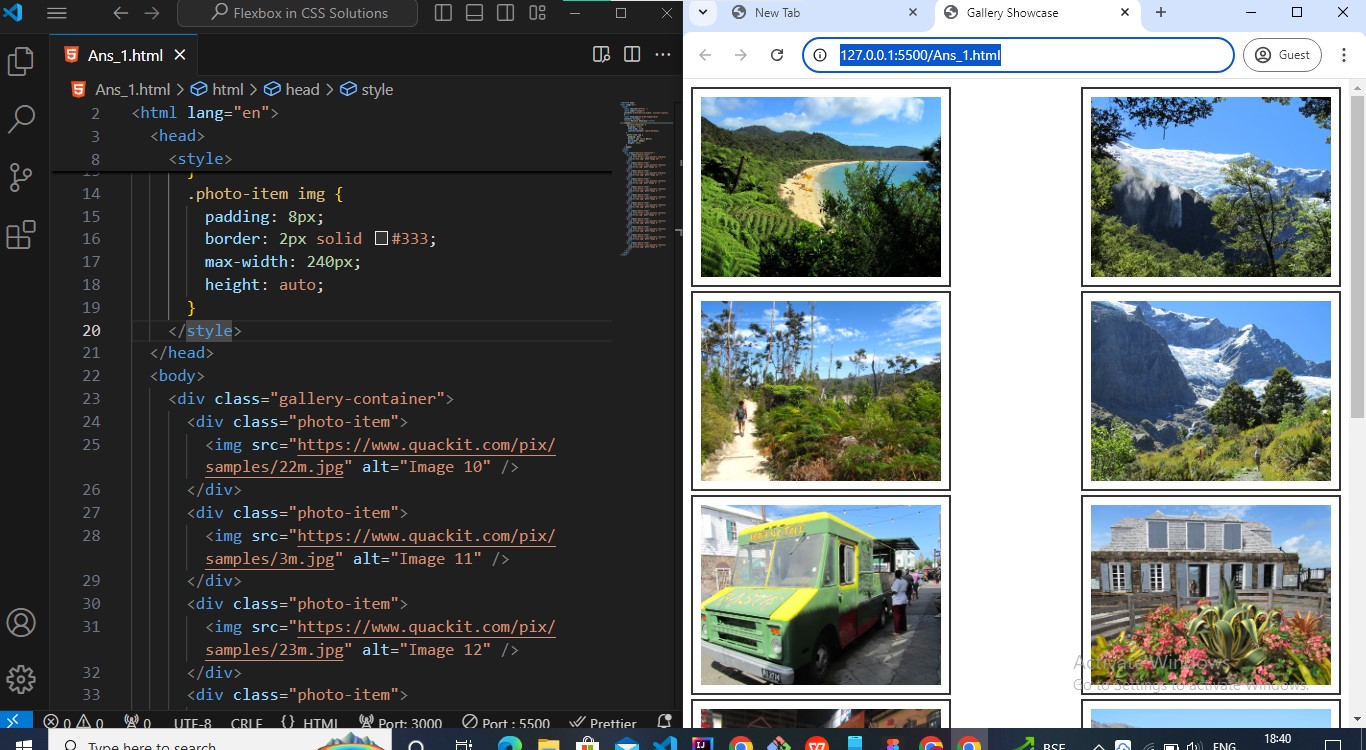 Flexbox in CSS Solutions
Ans_1.html
Ans_1.html > html > head > style
2 <html lang="en">
3 <head>
8 <style>
13 }
14 .photo-item img {
15 padding: 8px;
16 border: 2px solid #333;
17 max-width: 240px;
18 height: auto;
19 }
20 </style>
21 </head>
22 <body>
23 <div class="gallery-container">
24 <div class="photo-item">
25 <img src="https://www.quackit.com/pix/
samples/22m.jpg" alt="Image 10" />
26 </div>
27 <div class="photo-item">
28 <img src="https://www.quackit.com/pix/
samples/3m.jpg" alt="Image 11" />
29 </div>
30 <div class="photo-item">
31 <img src="https://www.quackit.com/pix/
samples/23m.jpg" alt="Image 12" />
32 </div>
33 <div class="photo-item">
0 0 0 UTF-8 CRLF {} HTML Port: 3000 Port : 5500 Prettier
New Tab
Gallery Showcase
127.0.0.1:5500/Ans_1.html
Guest
Activate Windows
Go to Settings to activate Windows.
Type here to search
BSE
ENG
18:40